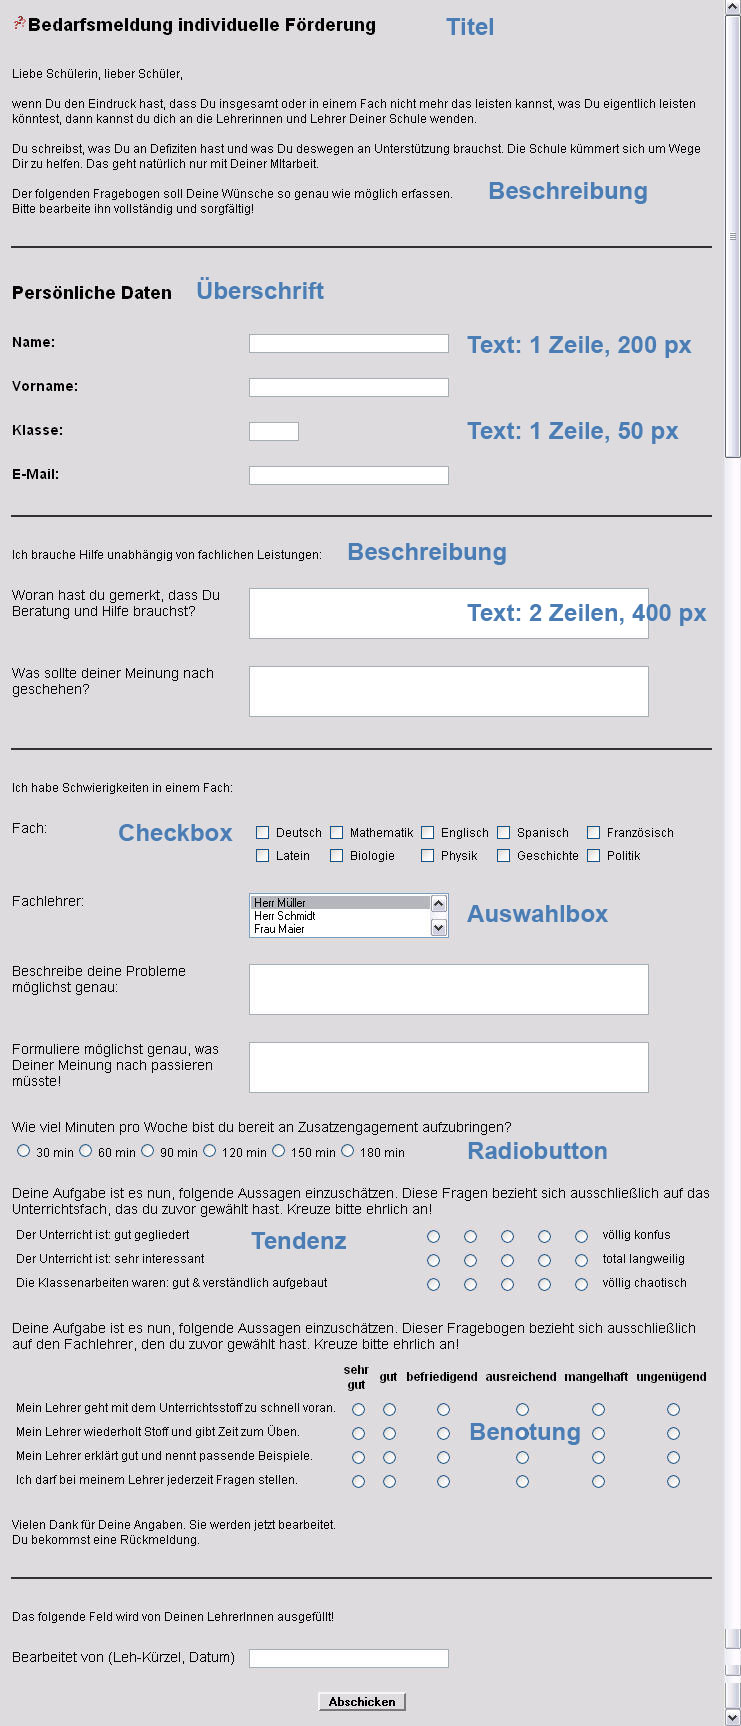 Bedarfsmeldung individuelle Förderung Titel
Liebe Schülerin, lieber Schüler,
wenn Du den Eindruck hast, dass Du insgesamt oder in einem Fach nicht mehr das leisten kannst, was Du eigentlich leisten
könntest, dann kannst du dich an die Lehrerinnen und Lehrer Deiner Schule wenden.
Du schreibst, was Du an Defiziten hast und was Du deswegen an Unterstützung brauchst. Die Schule kümmert sich um Wege
Dir zu helfen. Das geht natürlich nur mit Deiner MItarbeit.
Der folgenden Fragebogen soll Deine Wünsche so genau wie möglich erfassen. Beschreibung
Bitte bearbeite ihn vollständig und sorgfältig!
Persönliche Daten Überschrift
Name: Text: 1 Zeile, 200 px
Vorname:
Klasse: Text: 1 Zeile, 50 px
E-Mail:
Ich brauche Hilfe unabhängig von fachlichen Leistungen: Beschreibung
Woran hast du gemerkt, dass Du
Beratung und Hilfe brauchst? Text: 2 Zeilen, 400 px
Was sollte deiner Meinung nach
geschehen?
Ich habe Schwierigkeiten in einem Fach:
Fach: Checkbox Deutsch Mathematik Englisch Spanisch Französisch
Latein Biologie Physik Geschichte Politik
Fachlehrer: Herr Müller
Herr Schmidt Auswahlbox
Frau Maier
Beschreibe deine Probleme
möglichst genau:
Formuliere möglichst genau, was
Deiner Meinung nach passieren
müsste!
Wie viel Minuten pro Woche bist du bereit an Zusatzengagement aufzubringen?
30 min 60 min 90 min 120 min 150 min 180 min Radiobutton
Deine Aufgabe ist es nun, folgende Aussagen einzuschätzen. Diese Fragen bezieht sich ausschließlich auf das
Unterrichtsfach, das du zuvor gewählt hast. Kreuze bitte ehrlich an!
Der Unterricht ist: gut gegliedert Tendenz völlig konfus
Der Unterricht ist: sehr interessant total langweilig
Die Klassenarbeiten waren: gut & verständlich aufgebaut völlig chaotisch
Deine Aufgabe ist es nun, folgende Aussagen einzuschätzen. Dieser Fragebogen bezieht sich ausschließlich
auf den Fachlehrer, den du zuvor gewählt hast. Kreuze bitte ehrlich an!
sehr gut gut befriedigend ausreichend mangelhaft ungenügend
Mein Lehrer geht mit dem Unterrichtsstoff zu schnell voran.
Mein Lehrer wiederholt Stoff und gibt Zeit zum Üben. Benotung
Mein Lehrer erklärt gut und nennt passende Beispiele.
Ich darf bei meinem Lehrer jederzeit Fragen stellen.
Vielen Dank für Deine Angaben. Sie werden jetzt bearbeitet.
Du bekommst eine Rückmeldung.
Das folgende Feld wird von Deinen LehrerInnen ausgefüllt!
Bearbeitet von (Leh-Kürzel, Datum)
Abschicken